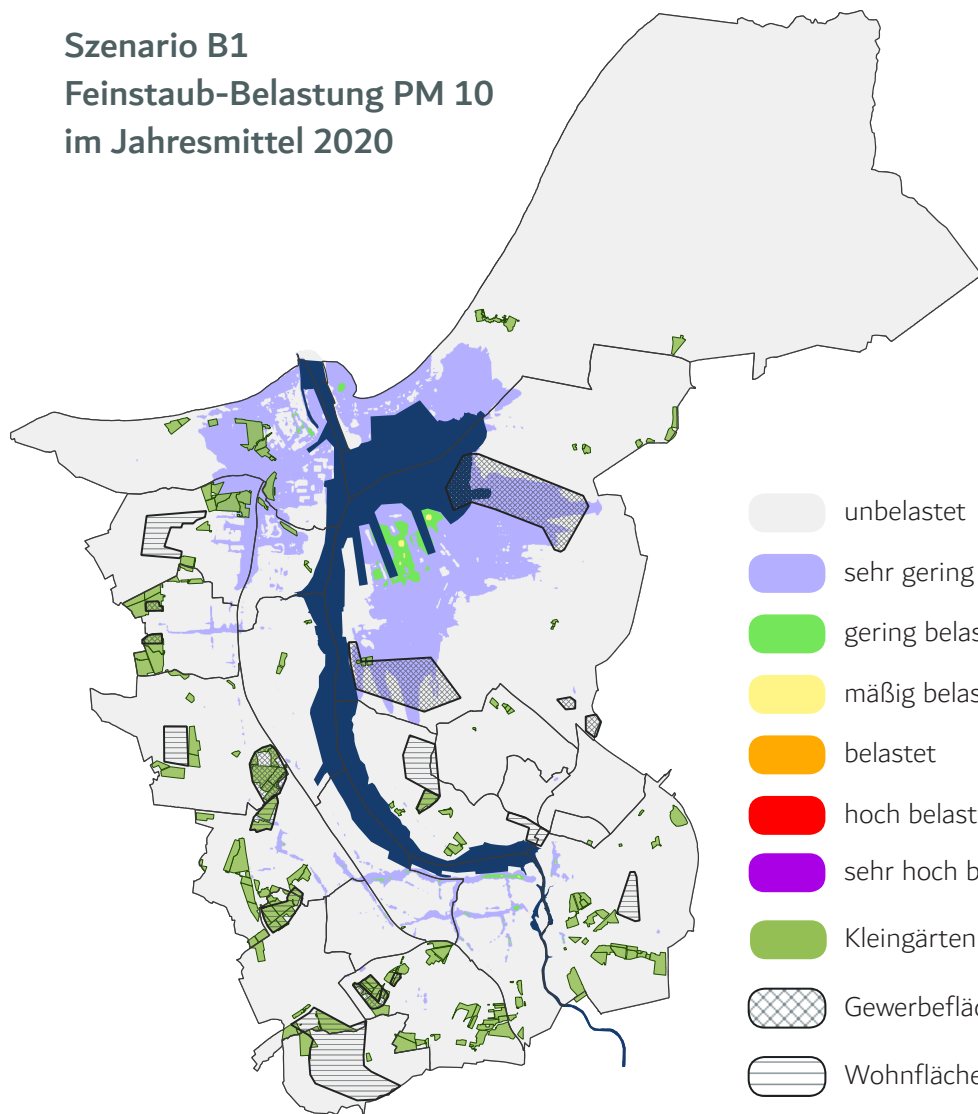 Szenario B1
Feinstaub-Belastung PM 10
im Jahresmittel 2020
unbelastet
sehr gering
gering belas
mäßig belas
belastet
hoch belast
sehr hoch b
Kleingärten
Gewerbefläc
Wohnfläche